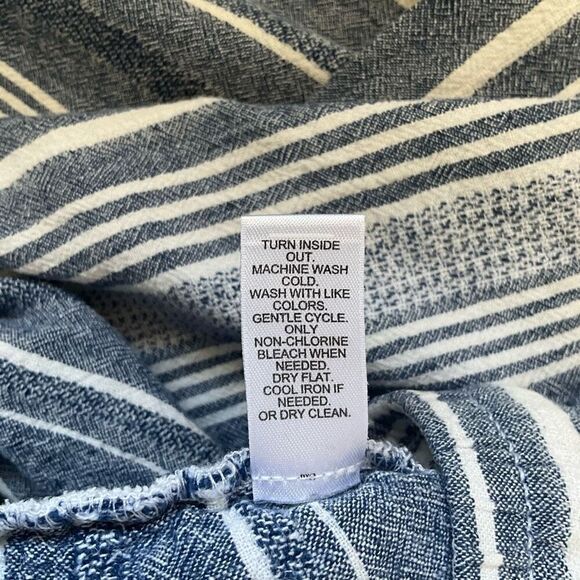 TURN INSIDE
OUT.
MACHINE WASH
COLD.
WASH WITH LIKE
COLORS.
GENTLE CYCLE.
ONLY
NON-CHLORINE
BLEACH WHEN
NEEDED.
DRY FLAT.
COOL IRON IF
NEEDED.
OR DRY CLEAN.